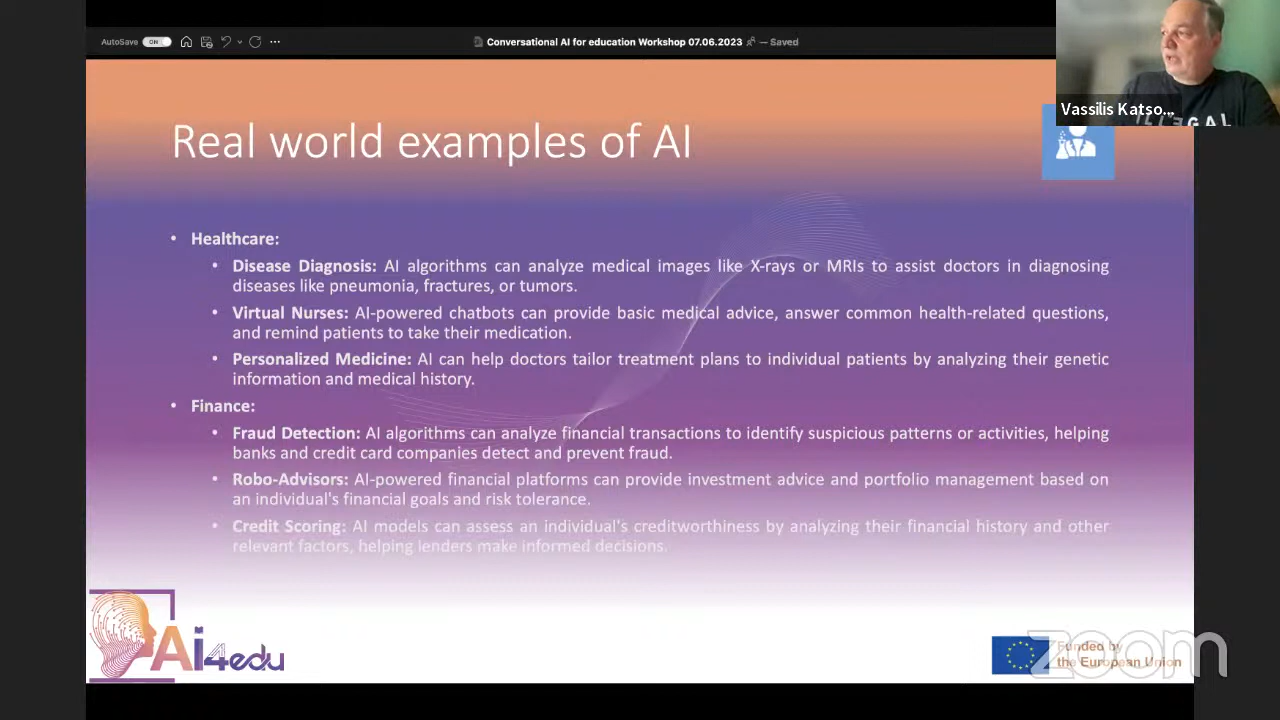 AutoSave ON
Conversational AI for education Workshop 07.06.2023 — Saved
Vassilis Katso...
Real world examples of AI
• Healthcare:
• Disease Diagnosis: AI algorithms can analyze medical images like X-rays or MRIs to assist doctors in diagnosing
diseases like pneumonia, fractures, or tumors.
• Virtual Nurses: AI-powered chatbots can provide basic medical advice, answer common health-related questions,
and remind patients to take their medication.
• Personalized Medicine: AI can help doctors tailor treatment plans to individual patients by analyzing their genetic
information and medical history.
• Finance:
• Fraud Detection: AI algorithms can analyze financial transactions to identify suspicious patterns or activities, helping
banks and credit card companies detect and prevent fraud.
• Robo-Advisors: AI-powered financial platforms can provide investment advice and portfolio management based on
an individual's financial goals and risk tolerance.
• Credit Scoring: AI models can assess an individual's creditworthiness by analyzing their financial history and other
relevant factors, helping lenders make informed decisions.
Ai4edu
Funded by
the European Union
zoom